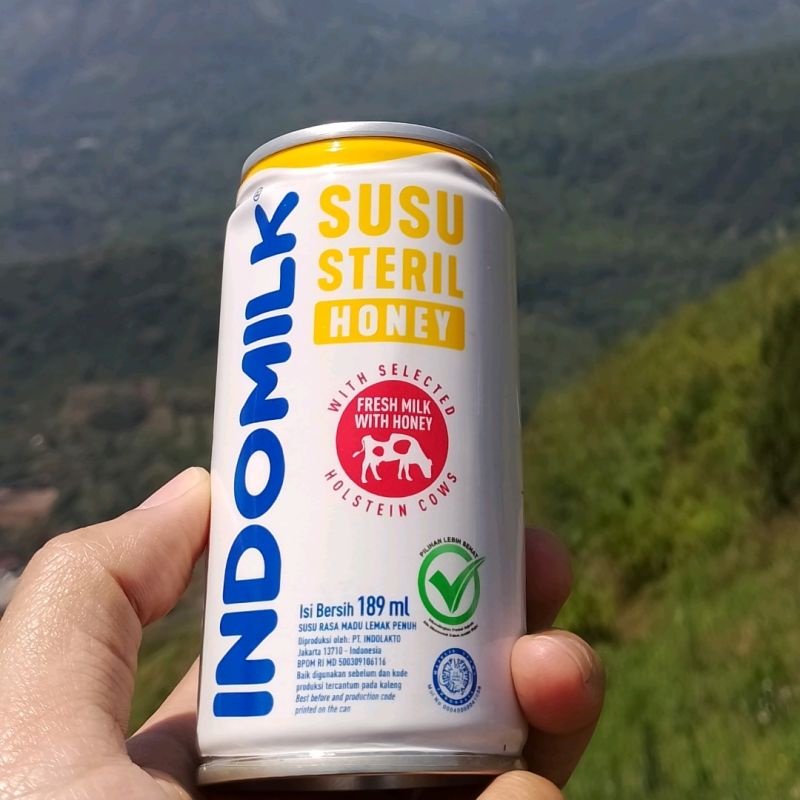 INDOMILK®
SUSU
STERIL
HONEY
WITH SELECTED
FRESH MILK
WITH HONEY
HOLSTEIN COWS
PILIHAN LEBIH SEHAT
Isi Bersih 189 ml
SUSU RASA MADU LEMAK PENUH
Diproduksi oleh: PT. INDOLAKTO
Jakarta 13710 - Indonesia
BPOM RI MD 500309106116
Baik digunakan sebelum dan kode
produksi tercantum pada kaleng
Best before and production code
printed on the can